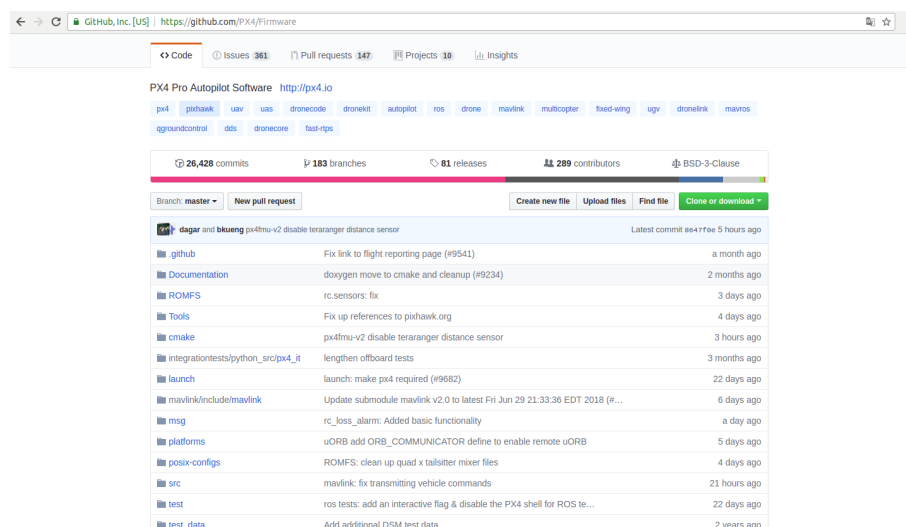 GitHub, Inc. [US] https://github.com/PX4/Firmware
Code Issues 361 Pull requests 147 Projects 10 Insights
PX4 Pro Autopilot Software http://px4.io
px4 pixhawk uav uas dronecode dronekit autopilot ros drone mavlink multicopter fixed-wing ugv dronelink mavros
qgroundcontrol dds dronecore fast-rtps
26,428 commits 183 branches 81 releases 289 contributors BSD-3-Clause
Branch: master New pull request Create new file Upload files Find file Clone or download
dagar and bkueng px4fmu-v2 disable teraranger distance sensor Latest commit 8647f0e 5 hours ago
.github Fix link to flight reporting page (#9541) a month ago
Documentation doxygen move to cmake and cleanup (#9234) 2 months ago
ROMFS rc.sensors: fix 3 days ago
Tools Fix up references to pixhawk.org 4 days ago
cmake px4fmu-v2 disable teraranger distance sensor 3 hours ago
integrationtests/python_src/px4_it lengthen offboard tests 3 months ago
launch launch: make px4 required (#9682) 22 days ago
mavlink/include/mavlink Update submodule mavlink v2.0 to latest Fri Jun 29 21:33:36 EDT 2018 (#... 6 days ago
msg rc_loss_alarm: Added basic functionality a day ago
platforms uORB add ORB_COMMUNICATOR define to enable remote uORB 5 days ago
posix-configs ROMFS: clean up quad x tailsitter mixer files 4 days ago
src mavlink: fix transmitting vehicle commands 21 hours ago
test ros tests: add an interactive flag & disable the PX4 shell for ROS te... 22 days ago
test_data Add additional DSM test data 2 years ago